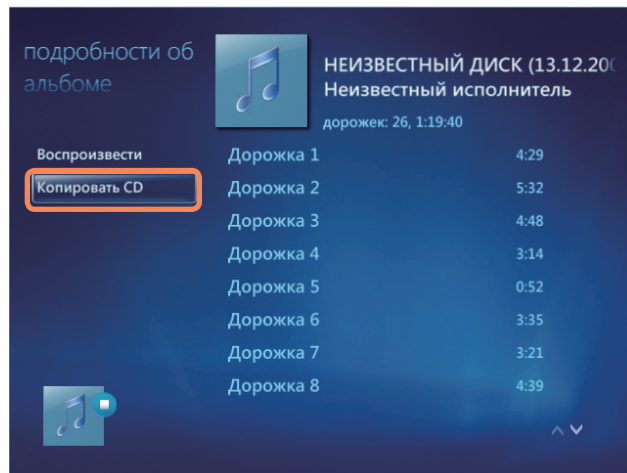 подробности об
альбоме
НЕИЗВЕСТНЫЙ ДИСК (13.12.200
Неизвестный исполнитель
дорожек: 26, 1:19:40
Воспроизвести
Копировать CD
Дорожка 1 4:29
Дорожка 2 5:32
Дорожка 3 4:48
Дорожка 4 3:14
Дорожка 5 0:52
Дорожка 6 3:35
Дорожка 7 3:21
Дорожка 8 4:39